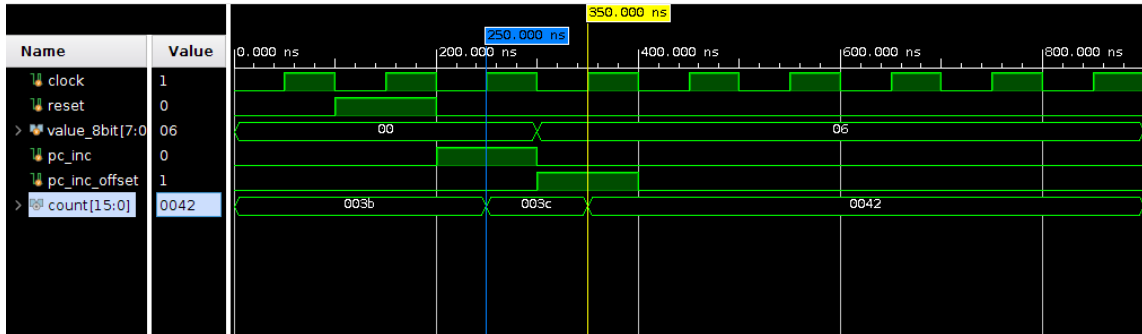 350.000 ns
250.000 ns
Name Value 0.000 ns 200.000 ns 400.000 ns 600.000 ns 800.000 ns
clock 1
reset 0
value_8bit[7:0 06 00 06
pc_inc 0
pc_inc_offset 1
count[15:0] 0042 003b 003c 0042